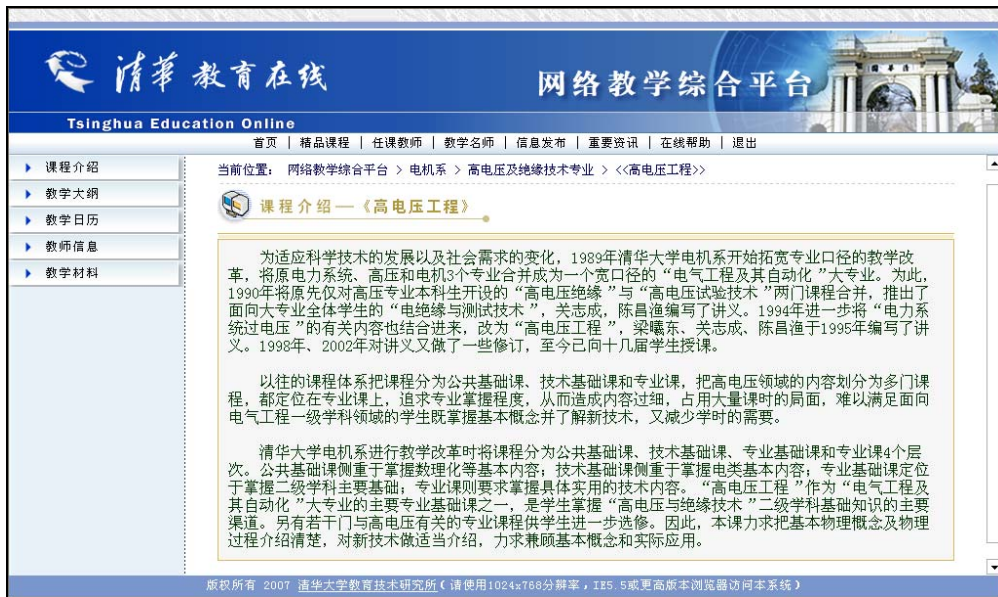 清华教育在线
网络教学综合平台
Tsinghua Education Online
首页 | 精品课程 | 任课教师 | 教学名师 | 信息发布 | 重要资讯 | 在线帮助 | 退出
课程介绍
教学大纲
教学日历
教师信息
教学材料
当前位置: 网络教学综合平台 > 电机系 > 高电压及绝缘技术专业 > <<高电压工程>>
课程介绍—《高电压工程》
为适应科学技术的发展以及社会需求的变化，1989年清华大学电机系开始拓宽专业口径的教学改
革，将原电力系统、高压和电机3个专业合并成为一个宽口径的“电气工程及其自动化”大专业。为此，
1990年将原先仅对高压专业本科生开设的“高电压绝缘”与“高电压试验技术”两门课程合并，推出了
面向大专业全体学生的“电绝缘与测试技术”，关志成，陈昌渔编写了讲义。1994年进一步将“电力系
统过电压”的有关内容也结合进来，改为“高电压工程”，梁曦东、关志成、陈昌渔于1995年编写了讲
义。1998年、2002年对讲义又做了一些修订，至今已向十几届学生授课。
以往的课程体系把课程分为公共基础课、技术基础课和专业课，把高电压领域的内容划分为多门课
程，都定位在专业课上，追求专业掌握程度，从而造成内容过细，占用大量课时的局面，难以满足面向
电气工程一级学科领域的学生既掌握基本概念并了解新技术，又减少学时的需要。
清华大学电机系进行教学改革时将课程分为公共基础课、技术基础课、专业基础课和专业课4个层
次。公共基础课侧重于掌握数理化等基本内容；技术基础课侧重于掌握电类基本内容；专业基础课定位
于掌握二级学科主要基础；专业课则要求掌握具体实用的技术内容。“高电压工程”作为“电气工程及
其自动化”大专业的主要专业基础课之一，是学生掌握“高电压与绝缘技术”二级学科基础知识的主要
渠道。另有若干门与高电压有关的专业课程供学生进一步选修。因此，本课力求把基本物理概念及物理
过程介绍清楚，对新技术做适当介绍，力求兼顾基本概念和实际应用。
版权所有 2007 清华大学教育技术研究所(请使用1024x768分辨率，IE5.5或更高版本浏览器访问本系统)